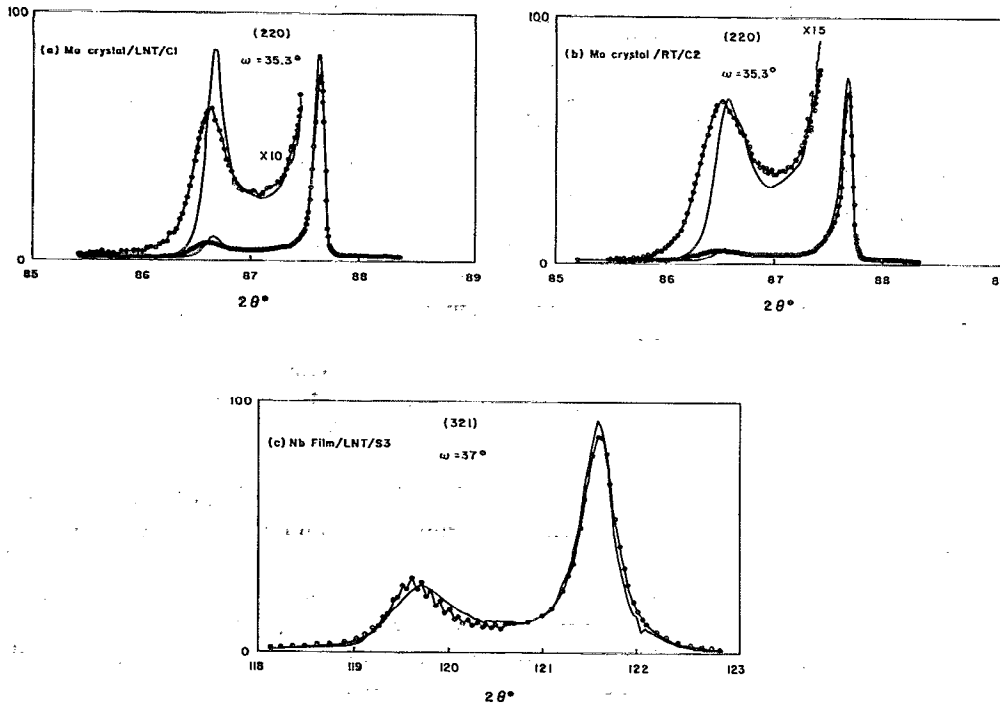 100
(a) Mo crystal/LNT/C1
(220)
ω = 35.3°
X10
0
85 86 87 88 89
2θ°
(b) Mo crystal/RT/C2
(220)
ω = 35.3°
X15
100
0
85 86 87 88
2θ°
100
(c) Nb Film/LNT/S3
(321)
ω = 37°
0
118 119 120 121 122 123
2θ°